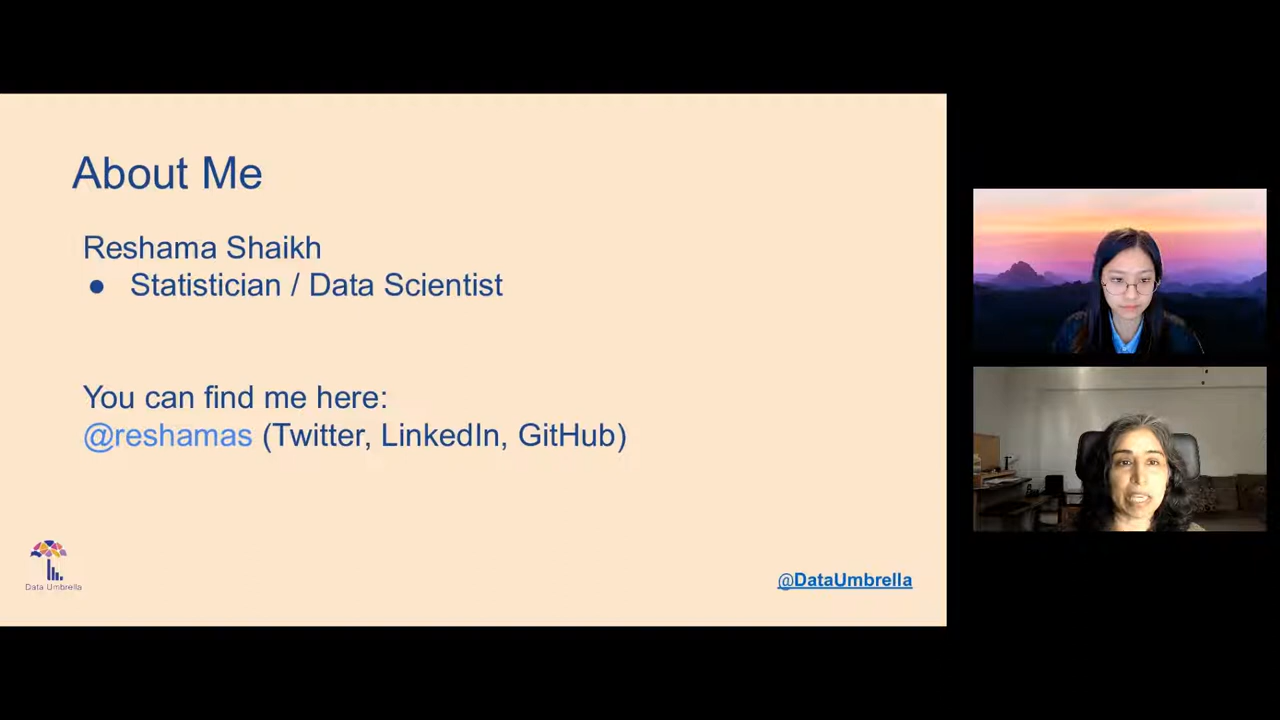 About Me
Reshama Shaikh
● Statistician / Data Scientist
You can find me here:
@reshamas (Twitter, LinkedIn, GitHub)
Data Umbrella
@DataUmbrella